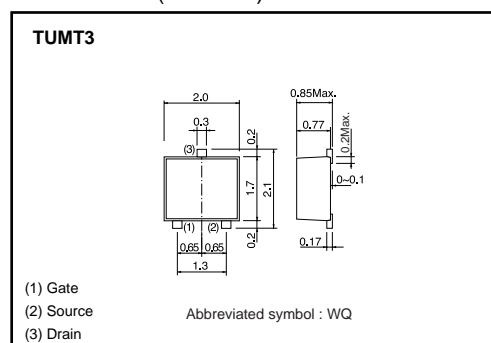 TUMT3
0.85Max.
2.0
0.77
0.3
0.2
0.2Max.
(3)
1.7
2.1
0~0.1
(1) (2)
0.2
0.65 0.65
0.17
1.3
(1) Gate
(2) Source
Abbreviated symbol : WQ
(3) Drain